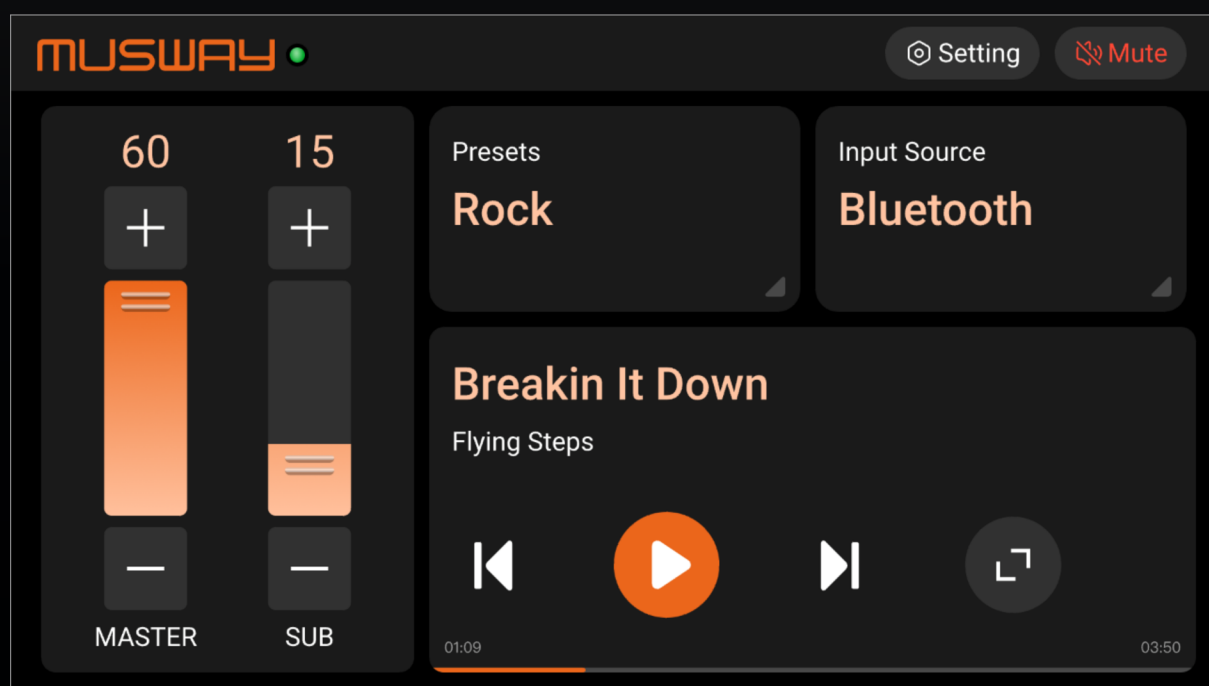 MUSWAY
Setting
Mute
60
15
MASTER
SUB
Presets
Rock
Input Source
Bluetooth
Breakin It Down
Flying Steps
01:09
03:50